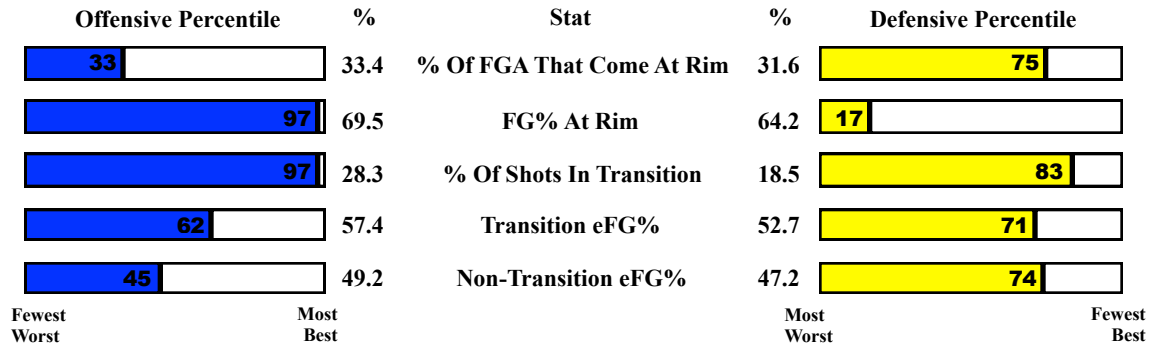 Offensive Percentile % Stat % Defensive Percentile
33 33.4 % Of FGA That Come At Rim 31.6 75
97 69.5 FG% At Rim 64.2 17
97 28.3 % Of Shots In Transition 18.5 83
62 57.4 Transition eFG% 52.7 71
45 49.2 Non-Transition eFG% 47.2 74
Fewest Most Most Fewest
Worst Best Worst Best